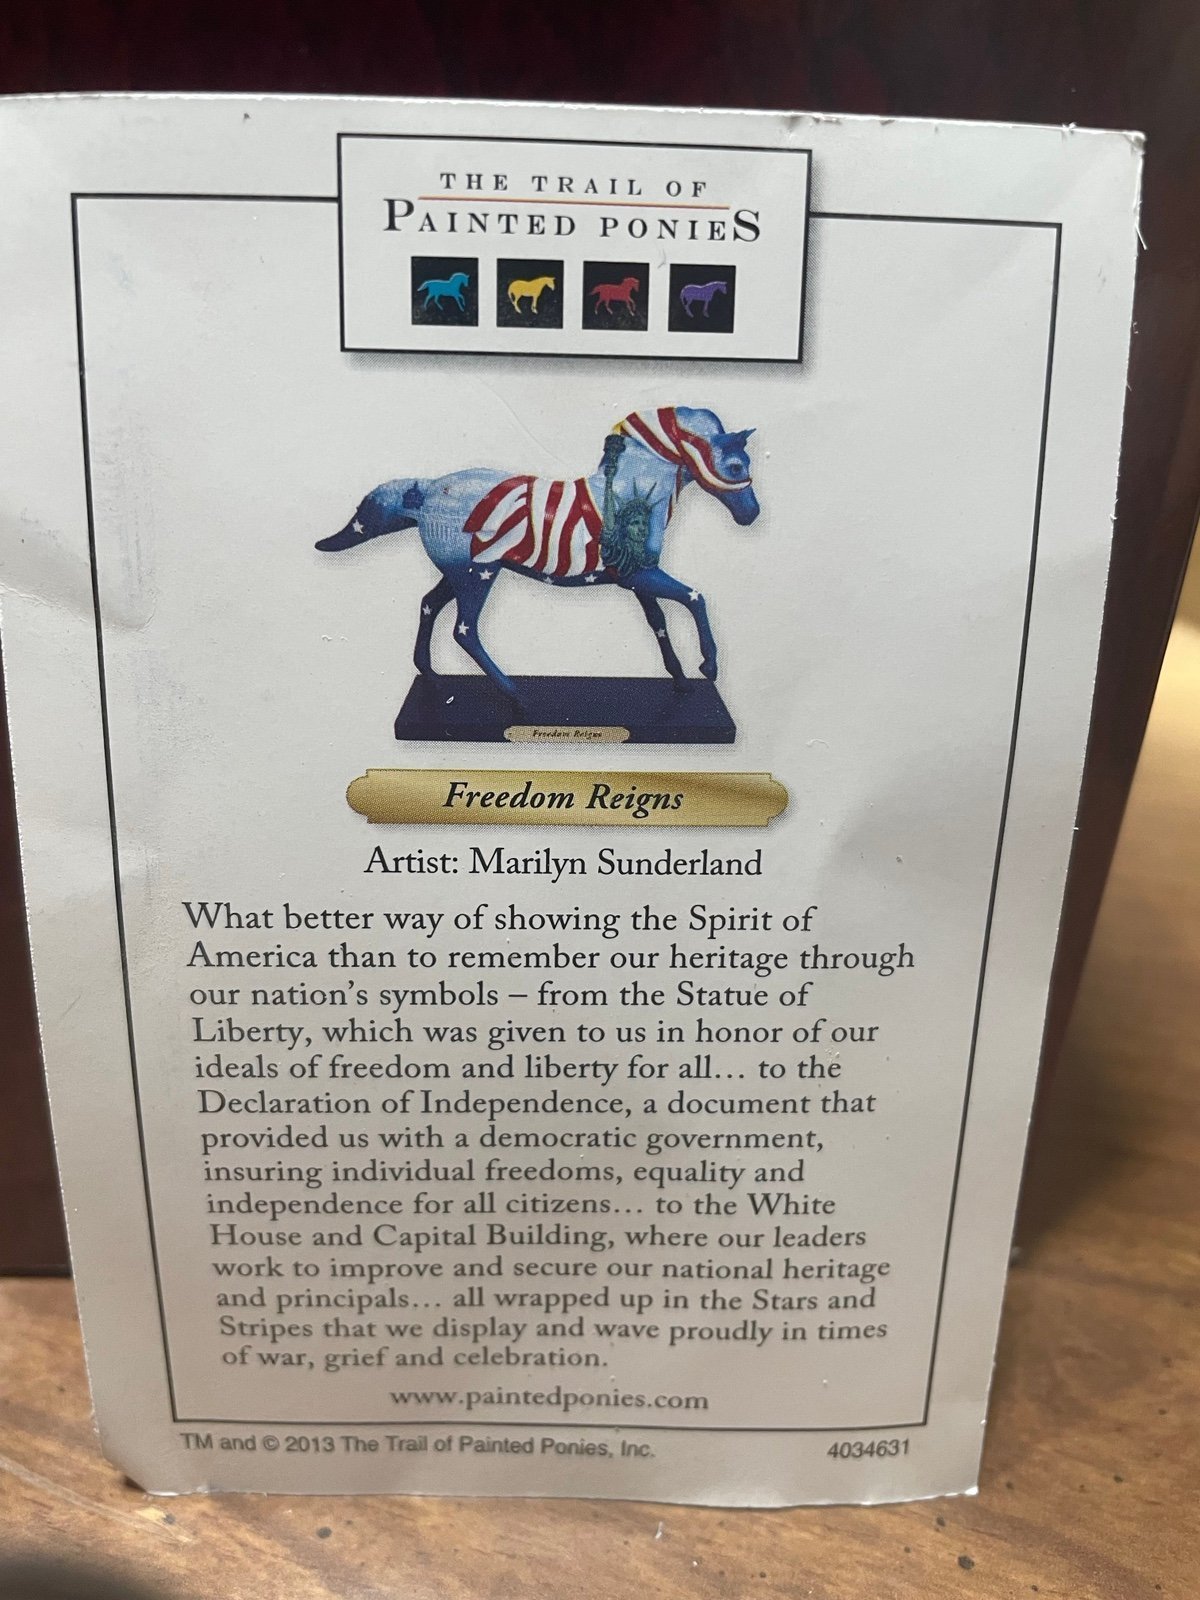 THE TRAIL OF
PAINTED PONIES
Freedom Reigns
Freedom Reigns
Artist: Marilyn Sunderland
What better way of showing the Spirit of
America than to remember our heritage through
our nation's symbols – from the Statue of
Liberty, which was given to us in honor of our
ideals of freedom and liberty for all... to the
Declaration of Independence, a document that
provided us with a democratic government,
insuring individual freedoms, equality and
independence for all citizens... to the White
House and Capital Building, where our leaders
work to improve and secure our national heritage
and principals... all wrapped up in the Stars and
Stripes that we display and wave proudly in times
of war, grief and celebration.
www.paintedponies.com
TM and © 2013 The Trail of Painted Ponies, Inc.
4034631